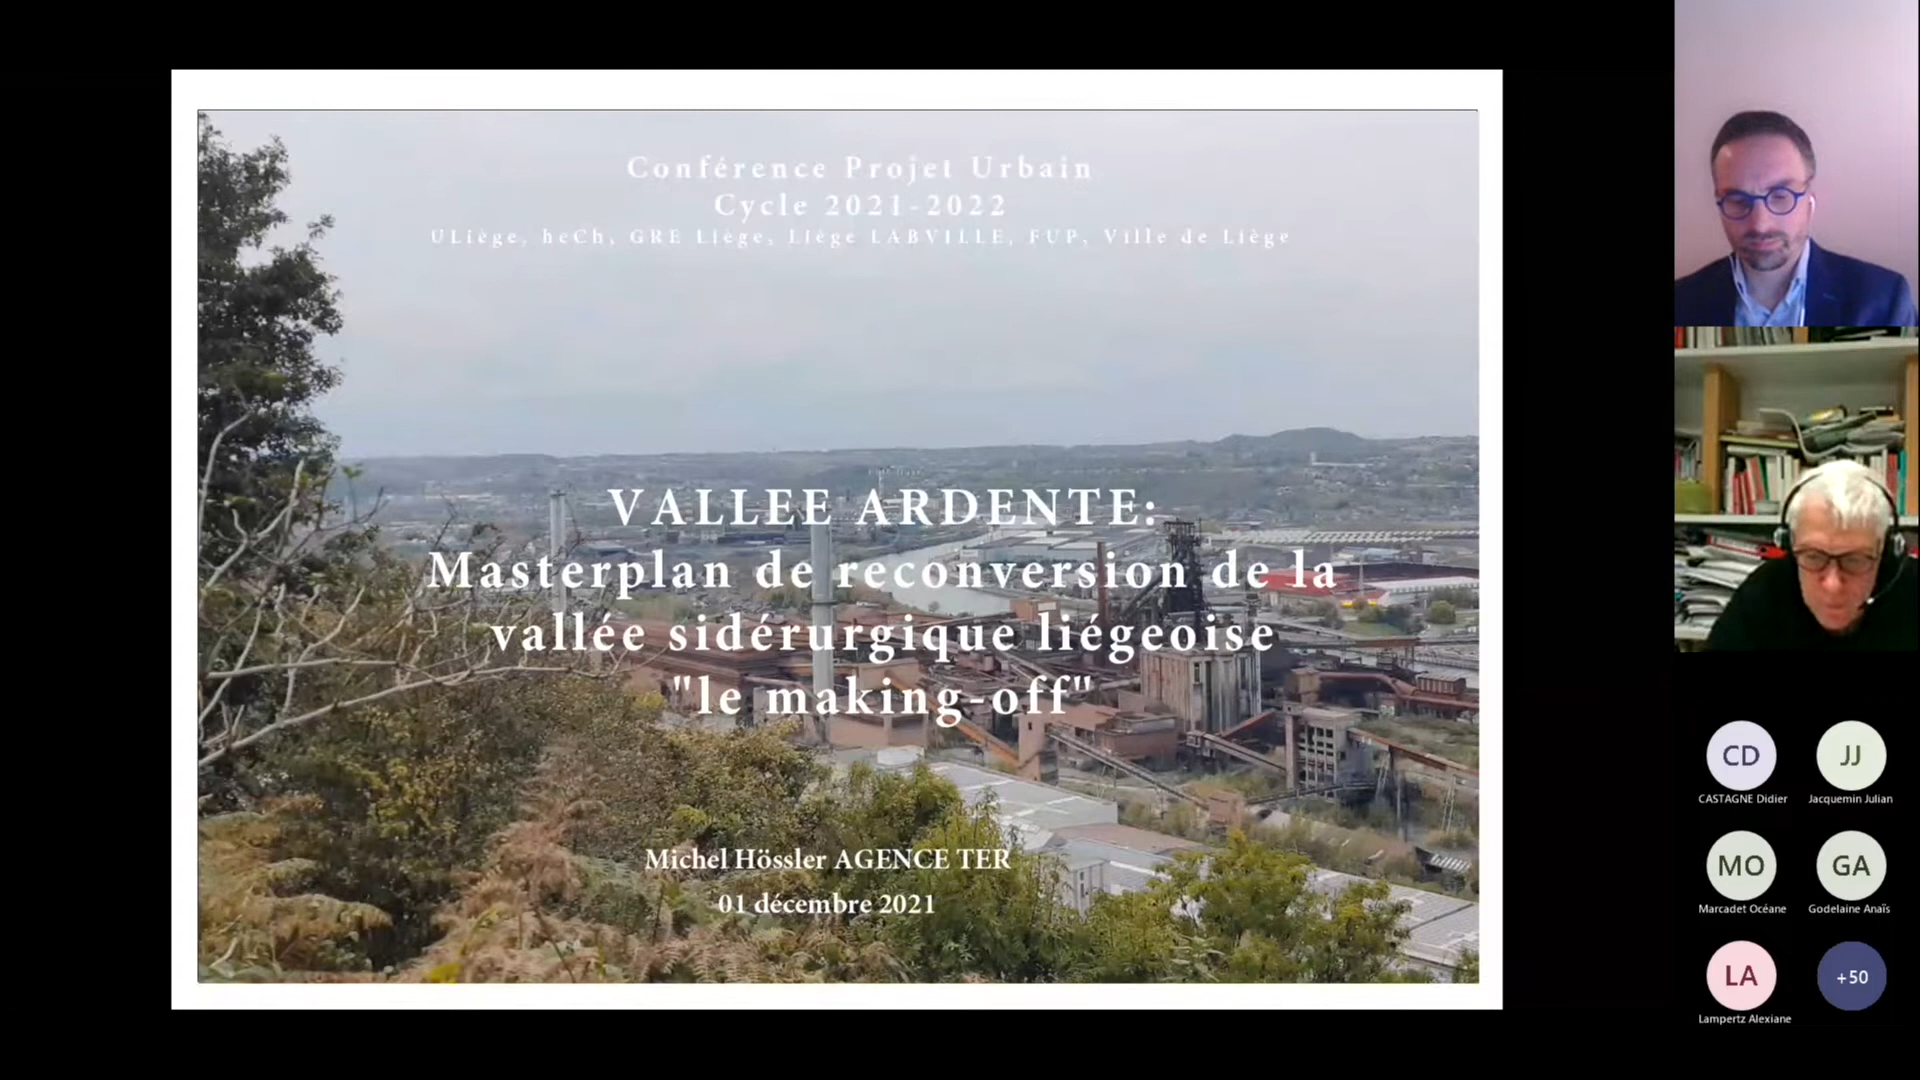 Conférence Projet Urbain
Cycle 2021-2022
ULiège, heCh, GRE Liège, Liège LABVILLE, FUP, Ville de Liège
VALLEE ARDENTE:
Masterplan de reconversion de la
vallée sidérurgique liégeoise
"le making-off"
Michel Hössler AGENCE TER
01 décembre 2021
CD
JJ
CASTAGNE Didier
Jacquemin Julian
MO
GA
Marcadet Océane
Godelaine Anaïs
LA
+50
Lampertz Alexiane